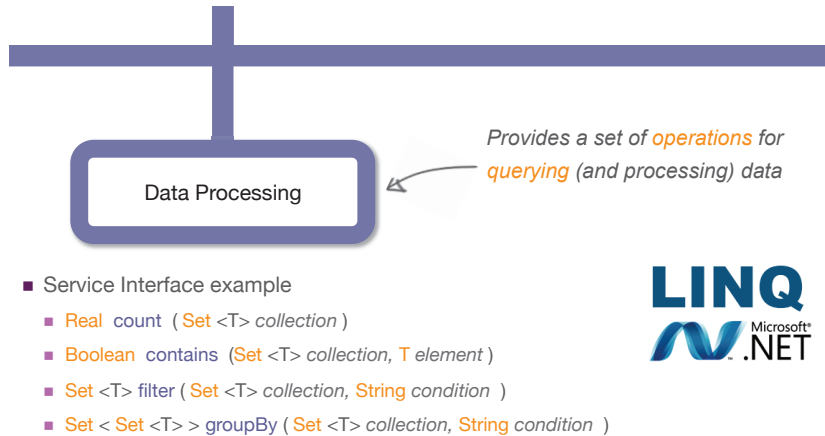 Provides a set of operations for
querying (and processing) data
Data Processing
■ Service Interface example
■ Real count ( Set <T> collection )
■ Boolean contains (Set <T> collection, T element )
■ Set <T> filter ( Set <T> collection, String condition )
■ Set < Set <T> > groupBy ( Set <T> collection, String condition )
LINQ
Microsoft®
.NET